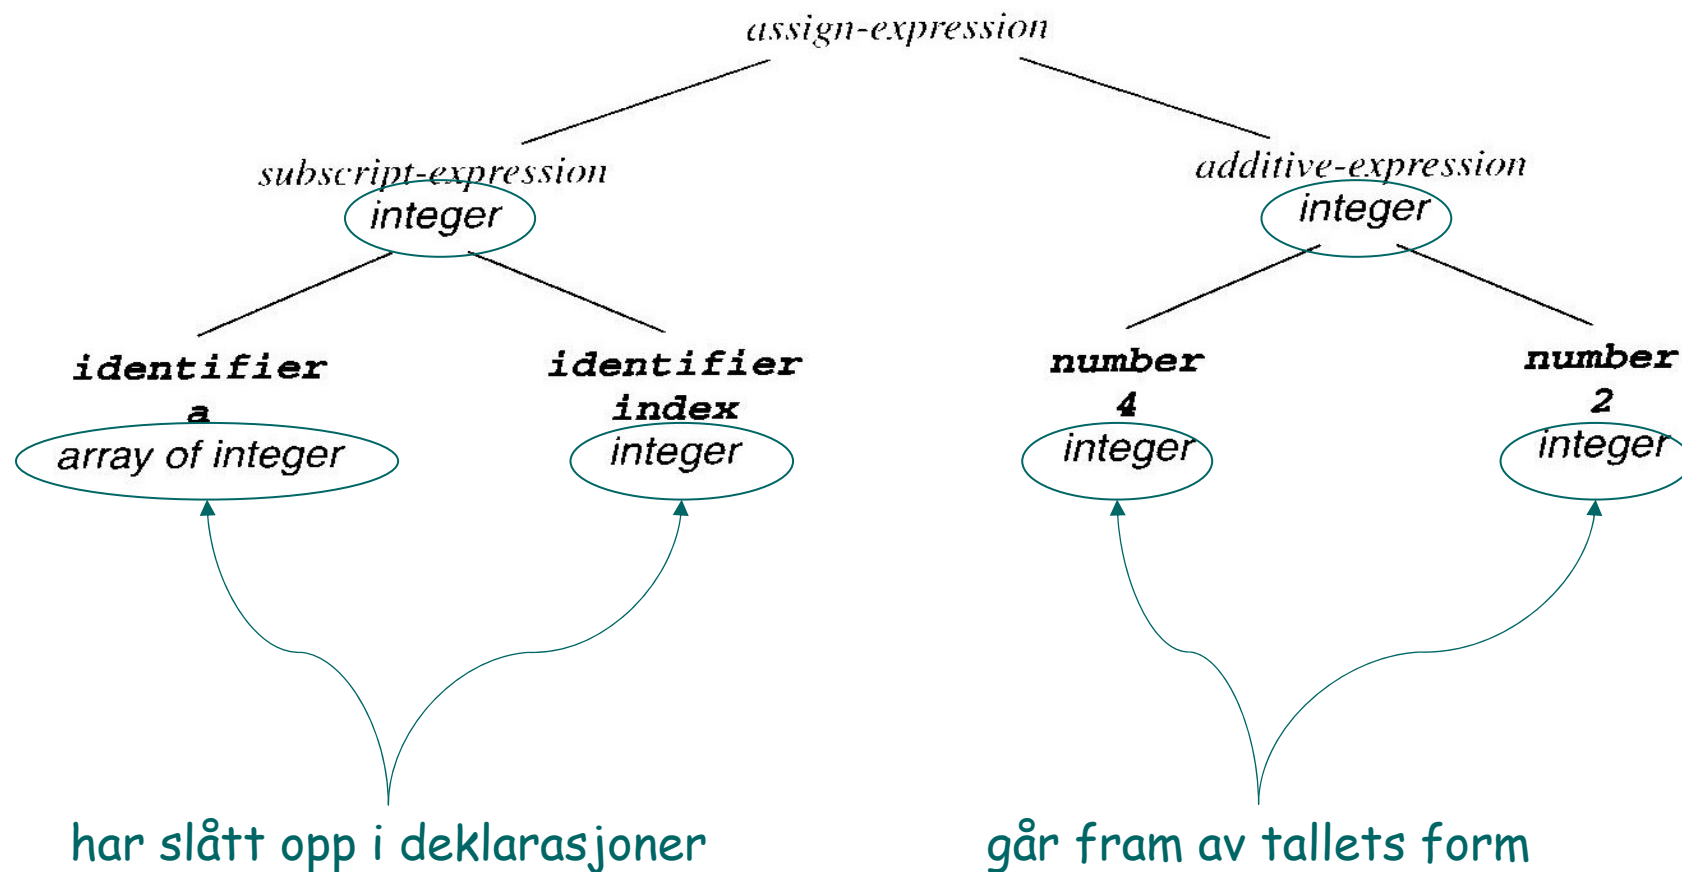 assign-expression
subscript-expression
integer
additive-expression
integer
identifier
a
array of integer
identifier
index
integer
number
4
integer
number
2
integer
har slått opp i deklarasjoner
går fram av tallets form